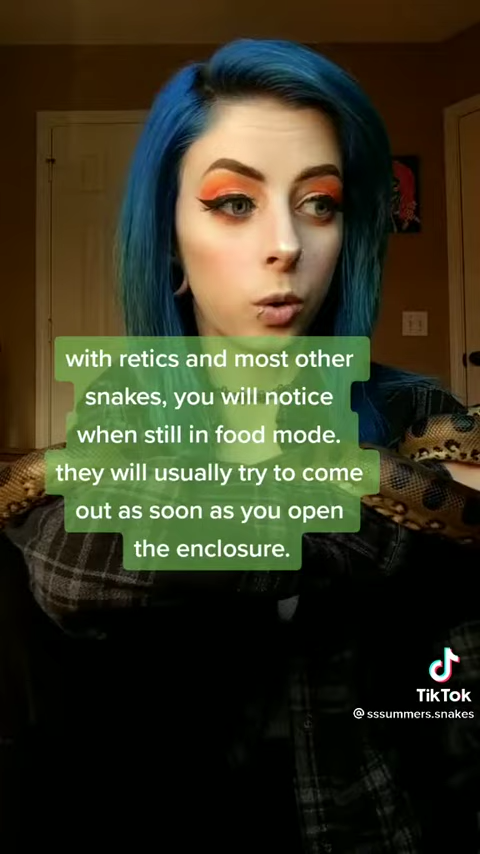 with retics and most other
snakes, you will notice
when still in food mode.
they will usually try to come
out as soon as you open
the enclosure.
TikTok
@sssummers.snakes